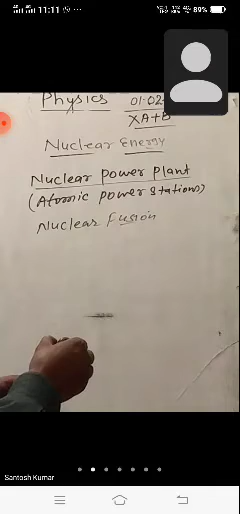 11:11
89%
Physics 01-02-
XA+B
Nuclear Energy
Nuclear Power Plant
(Atomic power stations)
Nuclear Fusion
Santosh Kumar